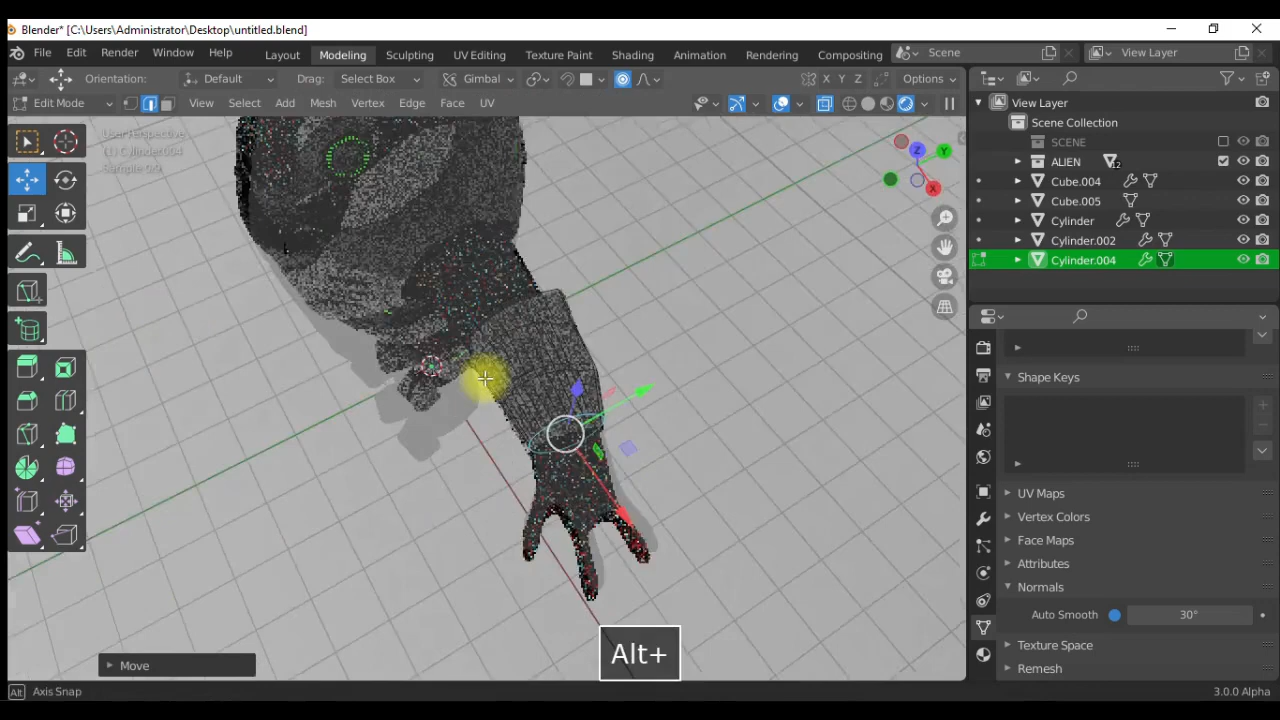 Blender* [C:\Users\Administrator\Desktop\untitled.blend]
File Edit Render Window Help Layout Modeling Sculpting UV Editing Texture Paint Shading Animation Rendering Compositing Scene View Layer
Orientation: Default Drag: Select Box Gimbal X Y Z Options
Edit Mode View Select Add Mesh Vertex Edge Face UV
View Layer
Scene Collection
SCENE
ALIEN 12
Cube.004
Cube.005
Cylinder
Cylinder.002
Cylinder.004
User Perspective
(1) Cylinder.004
Sample 0/9
Z Y X
Shape Keys
UV Maps
Vertex Colors
Face Maps
Attributes
Normals
Auto Smooth 30°
Texture Space
Remesh
Alt+
Move
Alt Axis Snap 3.0.0 Alpha